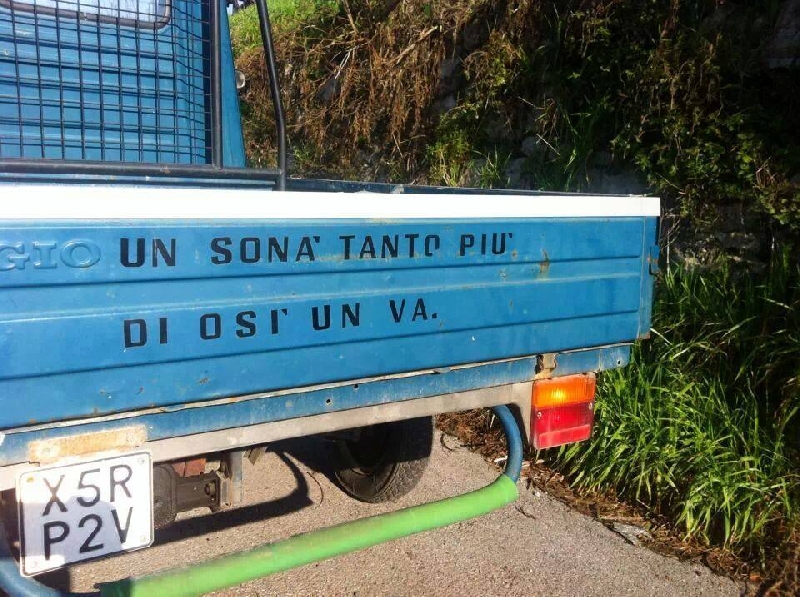 GIO UN SONA' TANTO PIU'
DI OSI' UN VA.
X5R
P2V